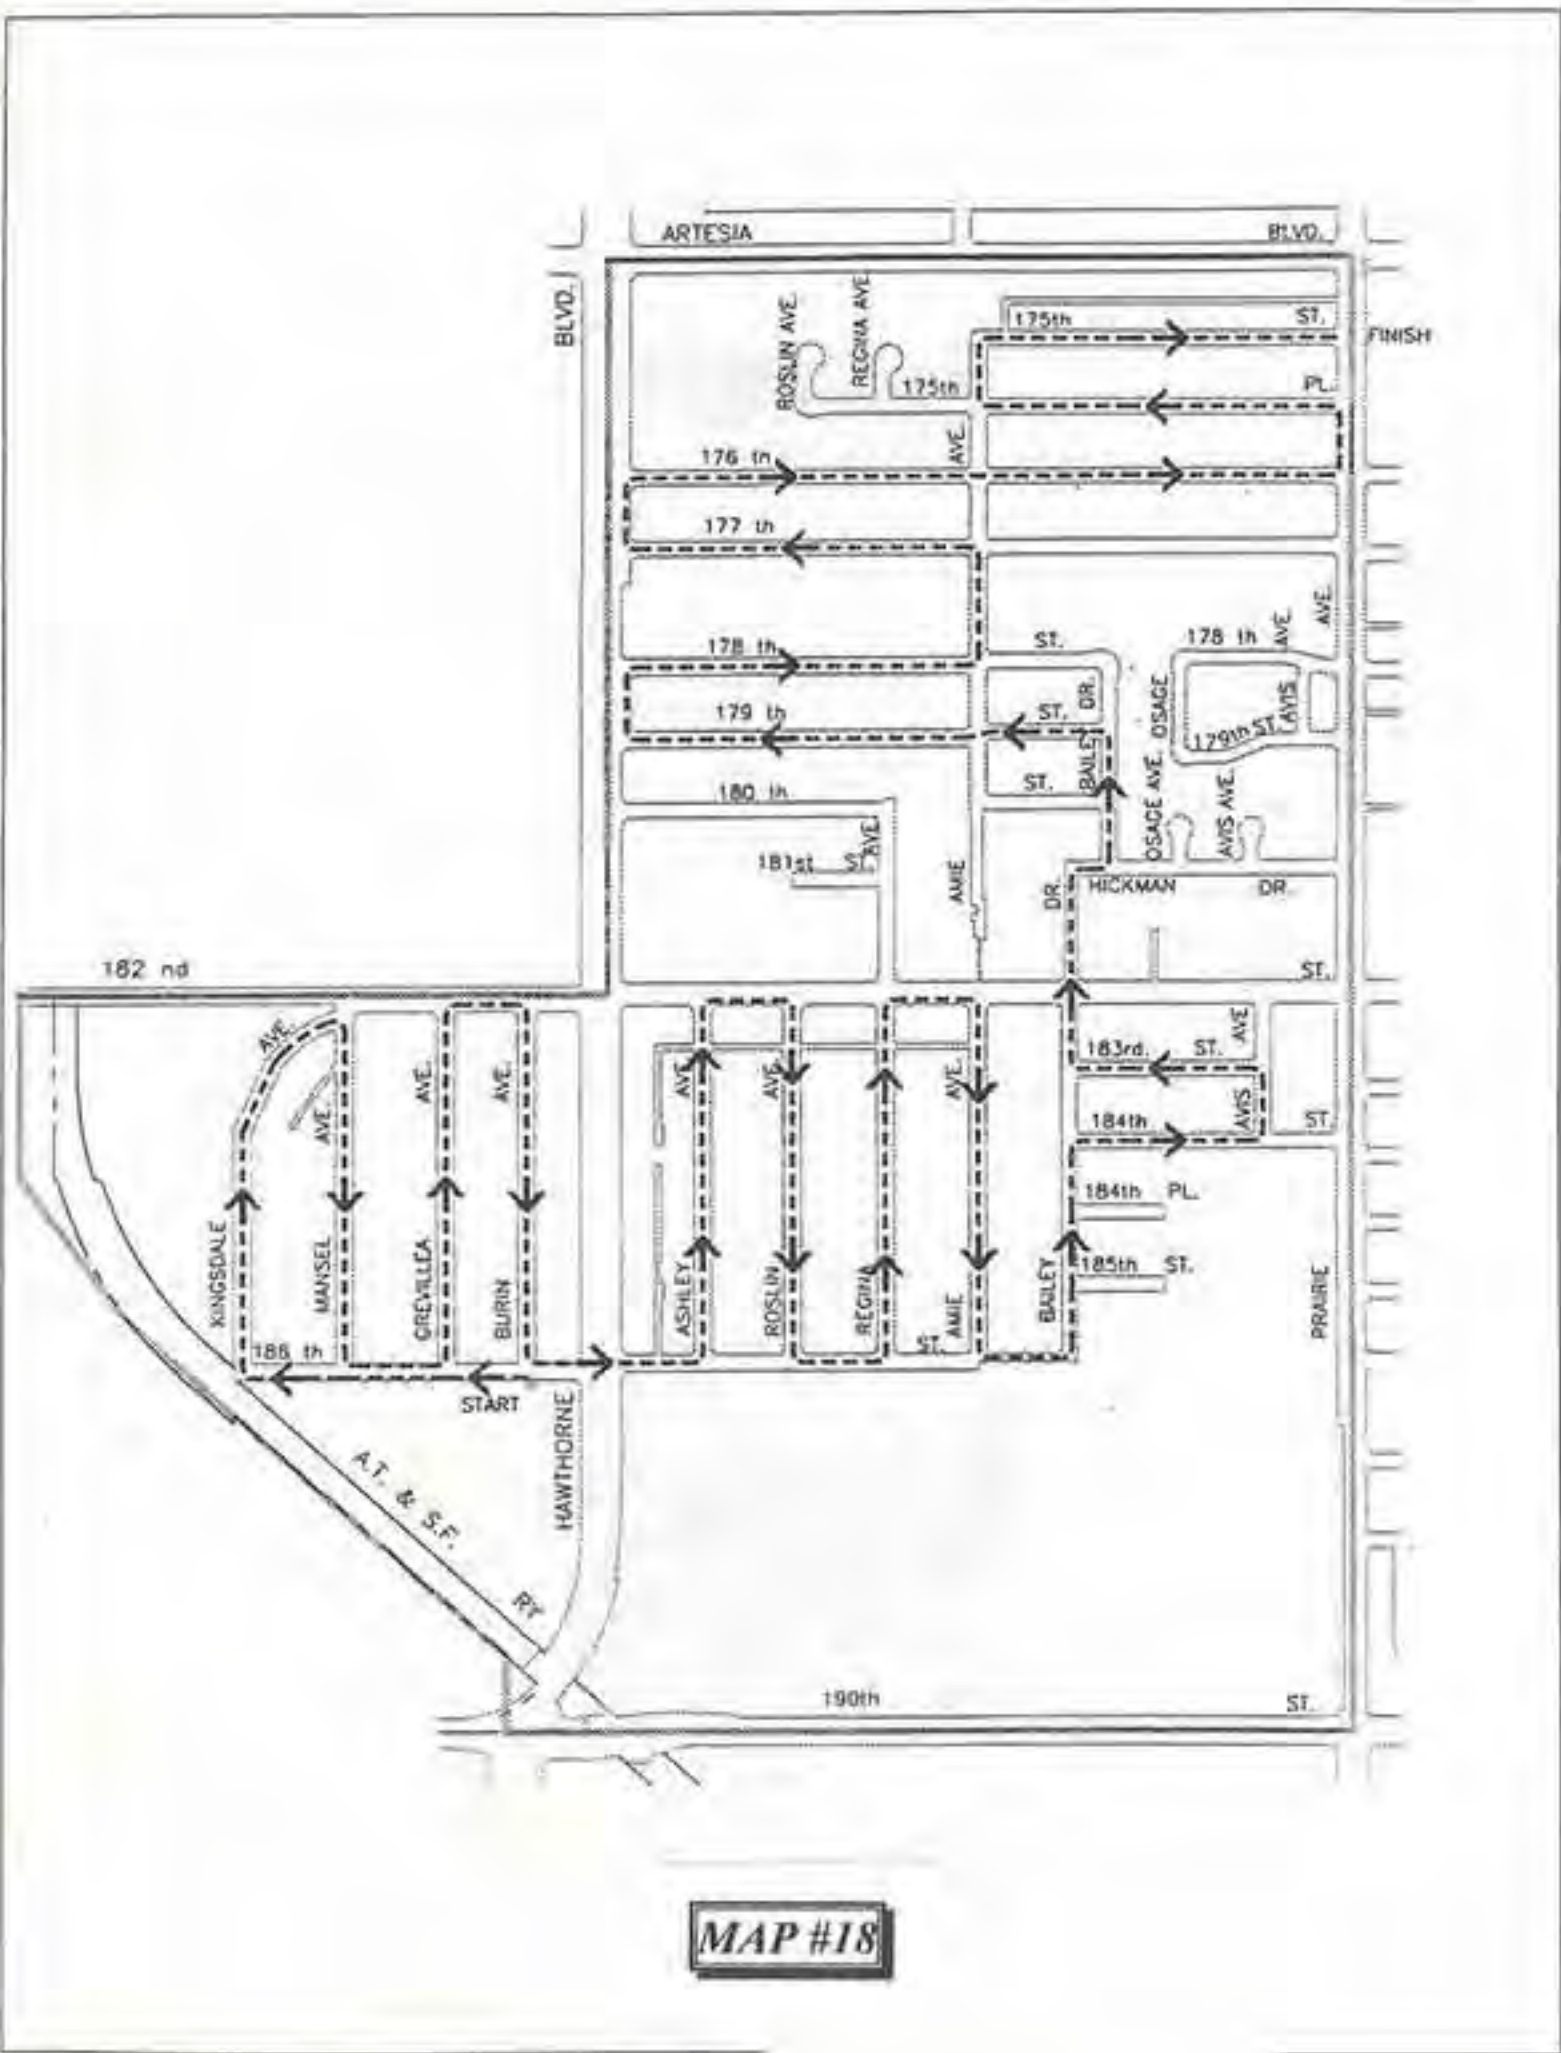 ARTESIA BLVD.
BLVD.
ROSLIN AVE.
REGINA AVE.
175th ST.
FINISH
175th PL.
AVE.
176 th
177 th
178 th ST.
178 th
AVE.
AVE.
179 th ST.
DR.
BAILEY
OSAGE
AVIS
179th ST.
180 th ST.
OSAGE AVE.
AVIS AVE.
181st S
AVE.
AMIE
DR.
HICKMAN DR.
182 nd ST.
AVE.
AVE.
AVE.
AVE.
AVE.
AVE.
AVE.
AVE
183rd. ST.
184th ST.
AVIS
184th PL.
185th ST.
KINGSDALE
MANSEL
GREVILLEA
BURIN
ASHLEY
ROSLIN
REGINA
AMIE
BAILEY
PRAIRIE
186 th ST.
START
HAWTHORNE
A.T. & S.F. RY
190th ST.
MAP #18